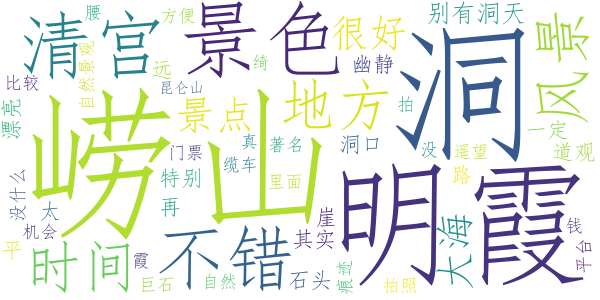 腰 方便 别有洞天
清宫 景色 很好 洞 风景
比较 自然景观 远 昆仑山 绮 幽静
漂亮 景点 地方 拍 一定
崂山 门票 真 著名 洞口 没 遥望 道观
没什么 特别 缆车 里面 明霞 路
太 再 崖
机会 时间 不错 其实 大海 钱
平 霞 平台
巨石 自然 石头 痕迹 拍照